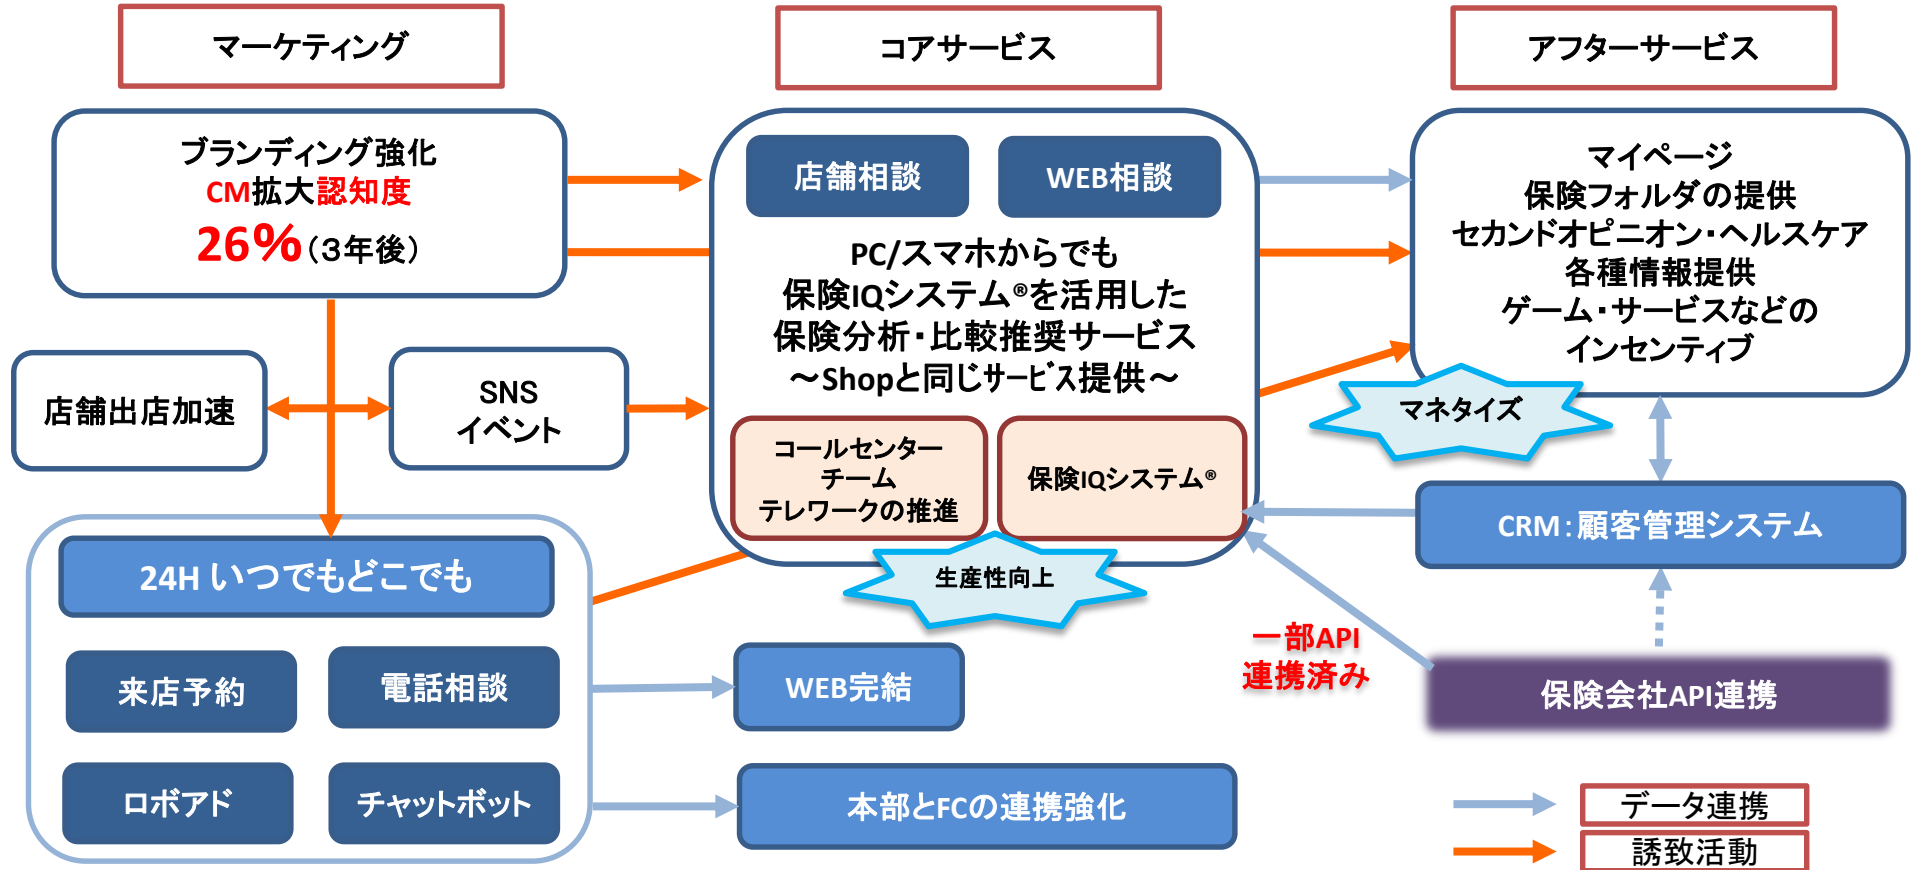 マーケティング
コアサービス
アフターサービス
ブランディング強化
CM拡大認知度
26%(3年後)
店舗出店加速
SNS
イベント
24H いつでもどこでも
来店予約
電話相談
ロボアド
チャットボット
店舗相談
WEB相談
PC/スマホからでも
保険IQシステム®を活用した
保険分析・比較推奨サービス
～Shopと同じサービス提供～
コールセンター
チーム
テレワークの推進
保険IQシステム®
生産性向上
WEB完結
本部とFCの連携強化
マイページ
保険フォルダの提供
セカンドオピニオン・ヘルスケア
各種情報提供
ゲーム・サービスなどの
インセンティブ
マネタイズ
CRM：顧客管理システム
一部API
連携済み
保険会社API連携
データ連携
誘致活動